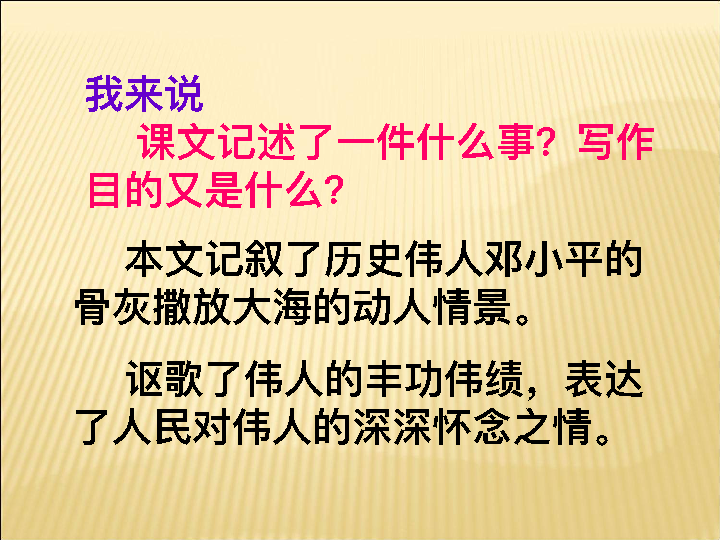 我来说
课文记述了一件什么事？写作
目的又是什么？
本文记叙了历史伟人邓小平的
骨灰撒放大海的动人情景。
讴歌了伟人的丰功伟绩，表达
了人民对伟人的深深怀念之情。